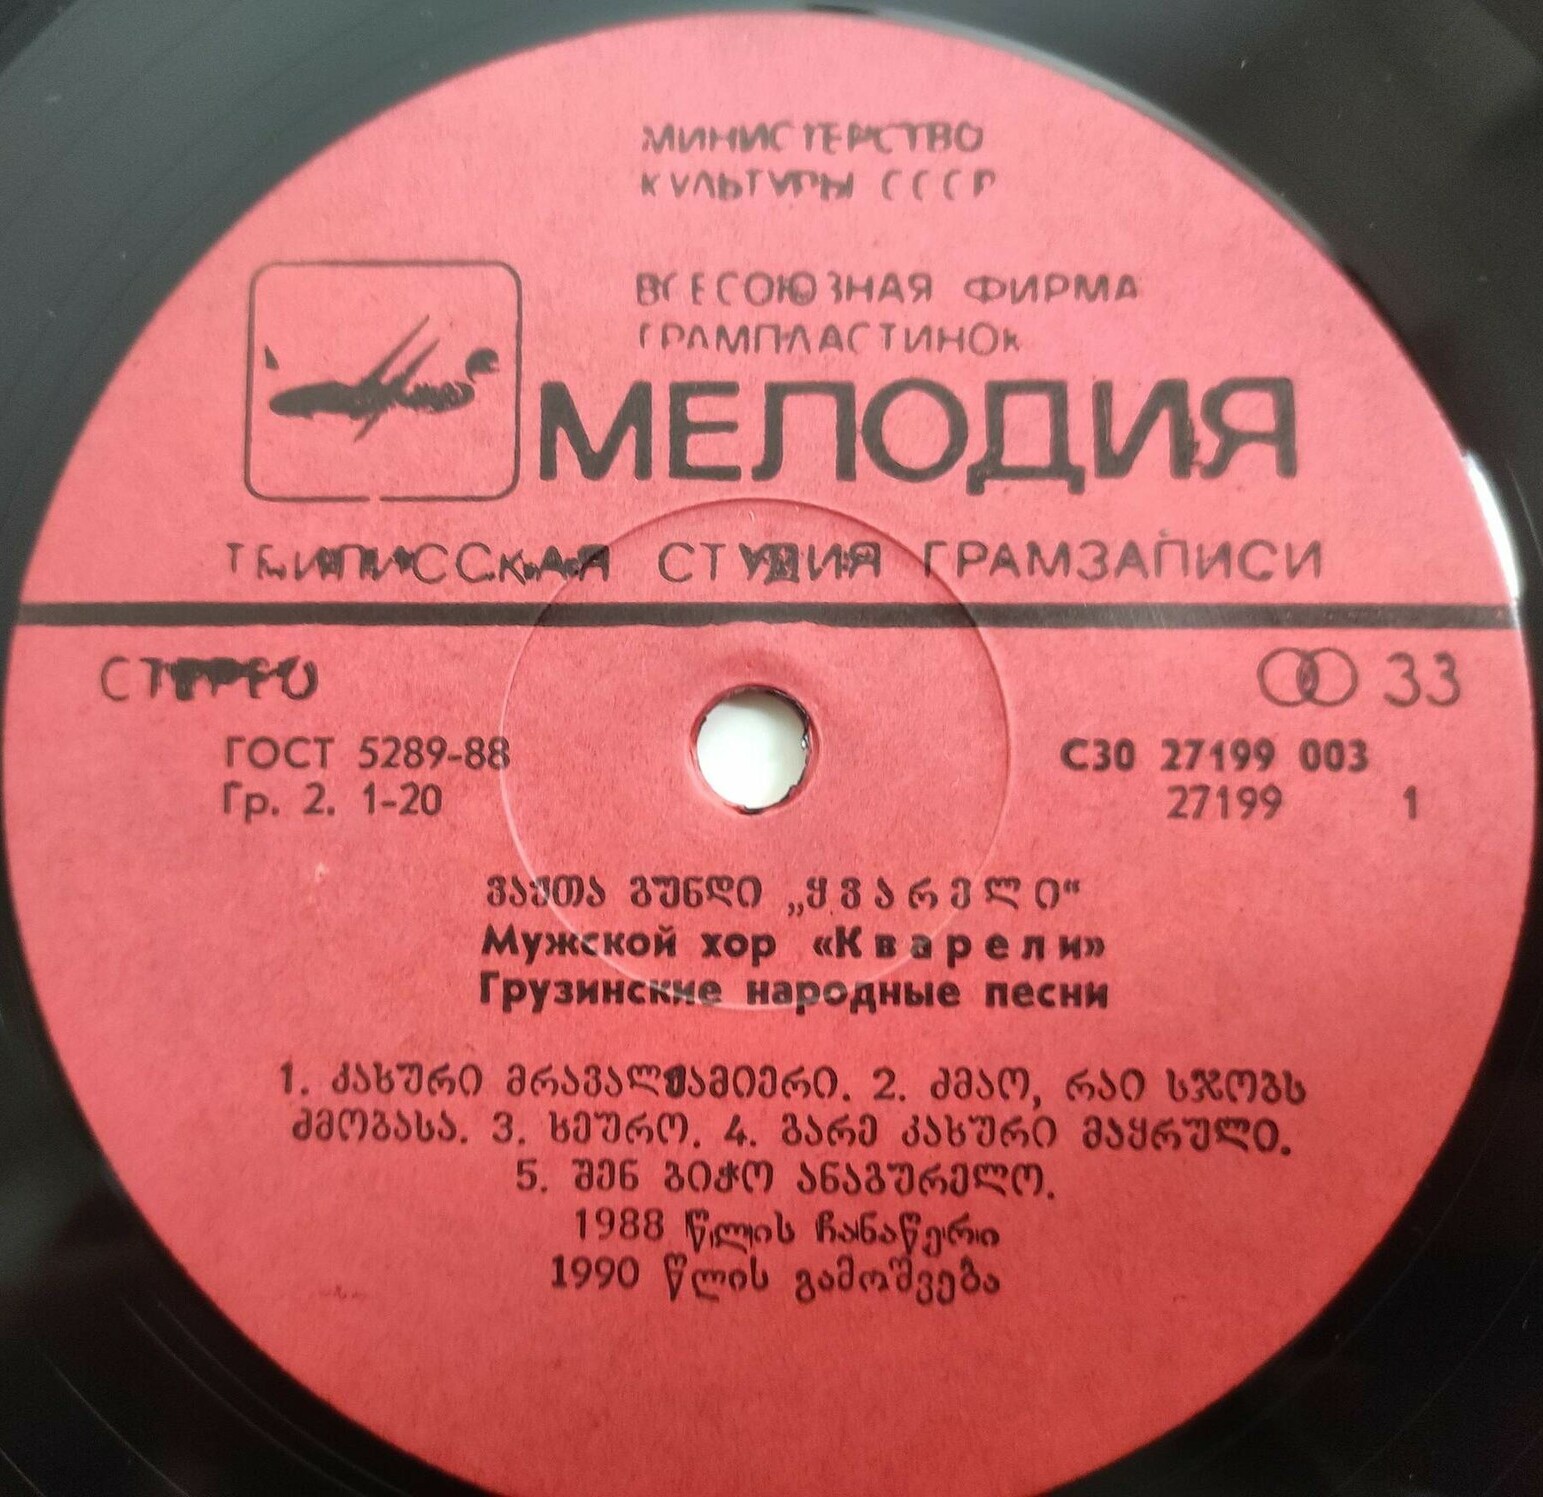 МИНИСТЕРСТВО
КУЛЬТУРЫ СССР
ВСЕСОЮЗНАЯ ФИРМА
ГРАМПЛАСТИНОК
МЕЛОДИЯ
ТБИЛИССКАЯ СТУДИЯ ГРАМЗАПИСИ
СТЕРЕО
33
ГОСТ 5289-88
Гр. 2. 1-20
С30 27199 003
27199 1
ვაჟთა გუნდი „ყვარელი“
Мужской хор «Кварели»
Грузинские народные песни
1. კახური მრავალჟამიერი. 2. ძმაო, რაი სჯობს
ძმობასა. 3. ხეურო. 4. გარე კახური მაყრული.
5. შენ ბიჭო ანაგურელო.
1988 წლის ჩანაწერი
1990 წლის გამოშვება